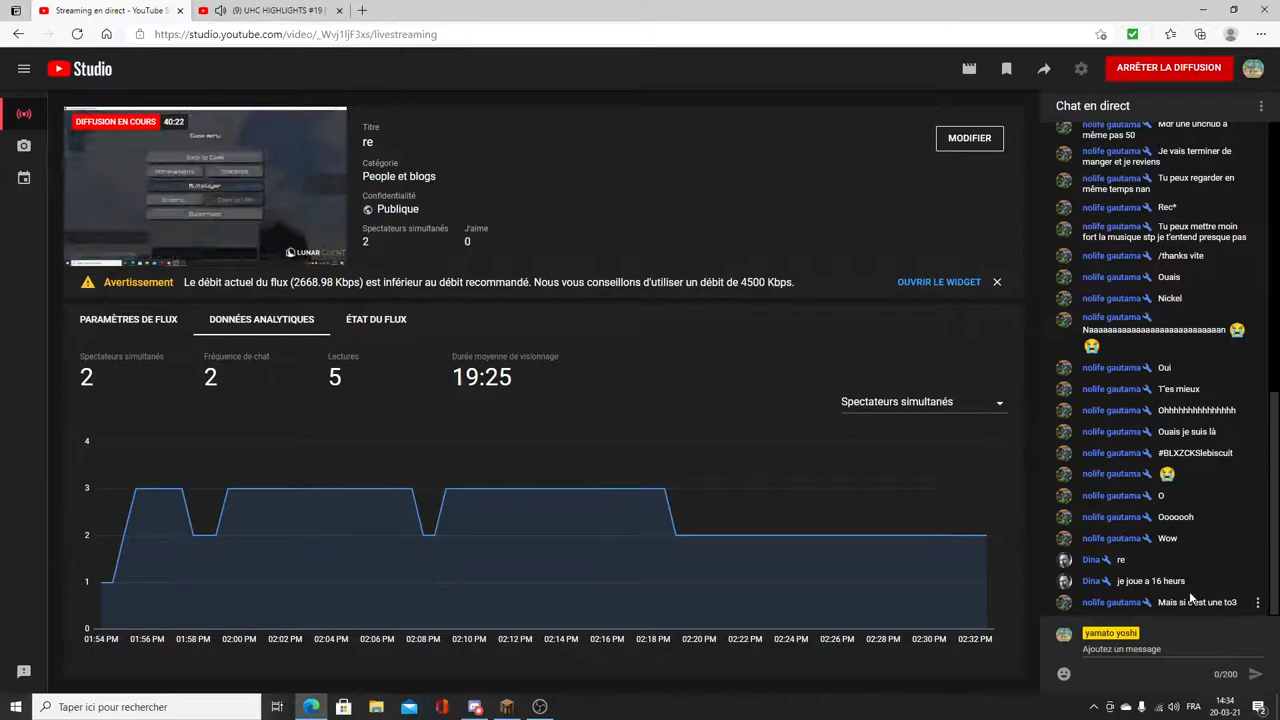 Streaming en direct - YouTube S
(9) UHC HIGHLIGHTS #19 |
https://studio.youtube.com/video/_Wvj1ljF3xs/livestreaming
Studio
ARRÊTER LA DIFFUSION
DIFFUSION EN COURS 40:22
Game menu
Back to Game
Multiplayer
LUNAR CLIENT
Titre
re
Catégorie
People et blogs
Confidentialité
Publique
Spectateurs simultanés
J'aime
2
0
MODIFIER
Avertissement Le débit actuel du flux (2668.98 Kbps) est inférieur au débit recommandé. Nous vous conseillons d'utiliser un débit de 4500 Kbps.
OUVRIR LE WIDGET
PARAMÈTRES DE FLUX
DONNÉES ANALYTIQUES
ÉTAT DU FLUX
Spectateurs simultanés
Fréquence de chat
Lectures
Durée moyenne de visionnage
2
2
5
19:25
Spectateurs simultanés
4
3
2
1
0
01:54 PM 01:56 PM 01:58 PM 02:00 PM 02:02 PM 02:04 PM 02:06 PM 02:08 PM 02:10 PM 02:12 PM 02:14 PM 02:16 PM 02:18 PM 02:20 PM 02:22 PM 02:24 PM 02:26 PM 02:28 PM 02:30 PM 02:32 PM
Chat en direct
nolife gautama Mdr une unchub a
même pas 50
nolife gautama Je vais terminer de
manger et je reviens
nolife gautama Tu peux regarder en
même temps nan
nolife gautama Rec*
nolife gautama Tu peux mettre moin
fort la musique stp je t'entend presque pas
nolife gautama /thanks vite
nolife gautama Ouais
nolife gautama Nickel
nolife gautama
Naaaaaaaaaaaaaaaaaaaaaaaaaaan 😭
😭
nolife gautama Oui
nolife gautama T'es mieux
nolife gautama Ohhhhhhhhhhhhhh
nolife gautama Ouais je suis là
nolife gautama #BLXZCKSlebiscuit
nolife gautama 😭
nolife gautama O
nolife gautama Ooooooh
nolife gautama Wow
Dina re
Dina je joue a 16 heurs
nolife gautama Mais si c'est une to3
yamato yoshi
Ajoutez un message
0/200
Taper ici pour rechercher
FRA
14:34
20-03-21
2